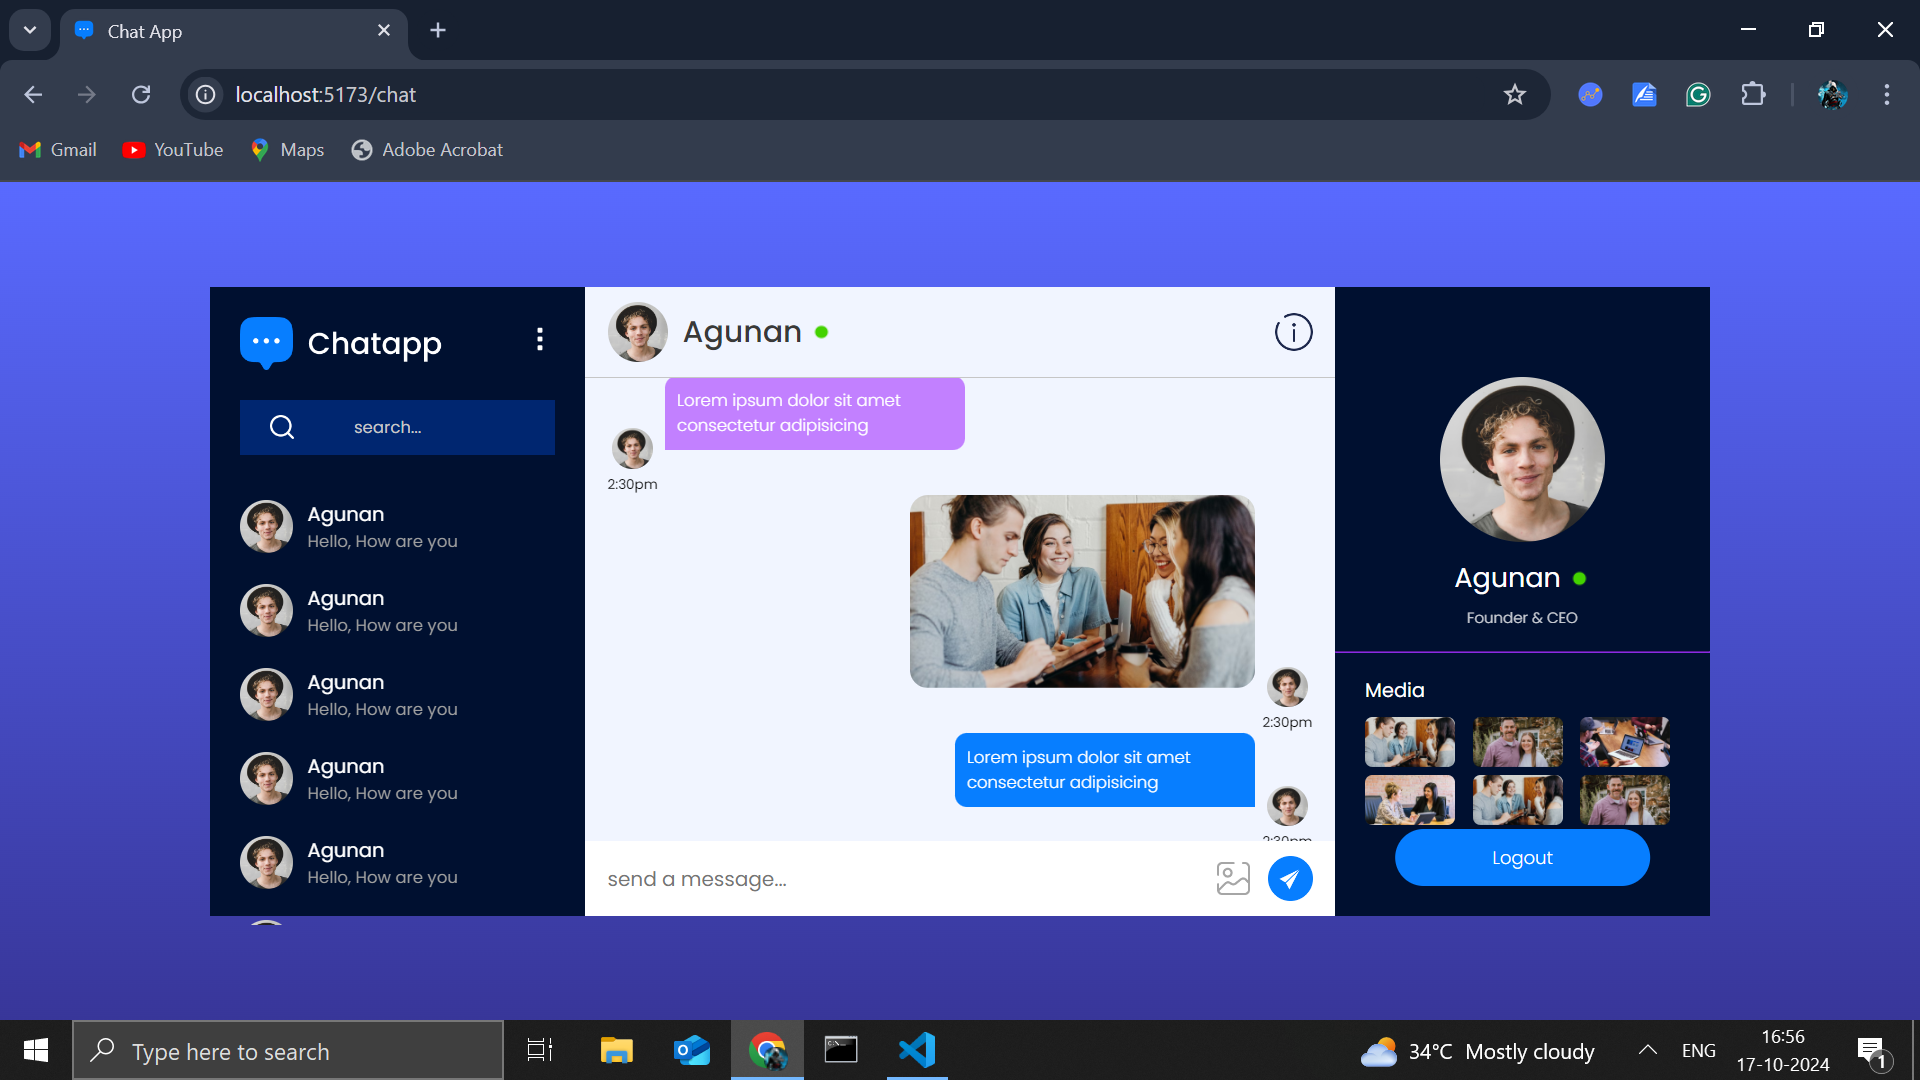 Chat App
localhost:5173/chat
Gmail
YouTube
Maps
Adobe Acrobat
Chatapp
search...
Agunan
Hello, How are you
Agunan
Hello, How are you
Agunan
Hello, How are you
Agunan
Hello, How are you
Agunan
Hello, How are you
Agunan
Lorem ipsum dolor sit amet
consectetur adipisicing
2:30pm
2:30pm
Lorem ipsum dolor sit amet
consectetur adipisicing
2:30pm
send a message...
Agunan
Founder & CEO
Media
Logout
Type here to search
34°C Mostly cloudy
ENG
16:56
17-10-2024
1